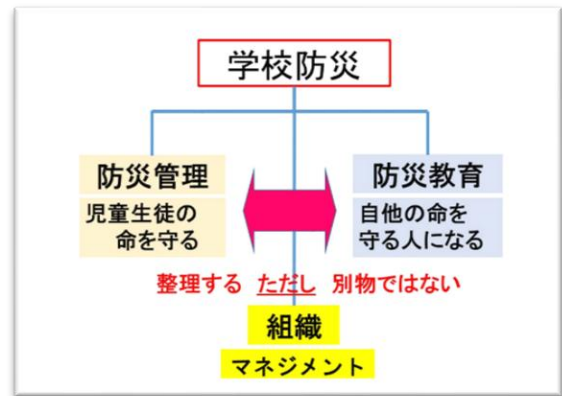 学校防災
防災管理
児童生徒の
命を守る
防災教育
自他の命を
守る人になる
整理する ただし 別物ではない
組織
マネジメント